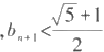 , b_{n+1} < \frac{\sqrt{5}+1}{2}